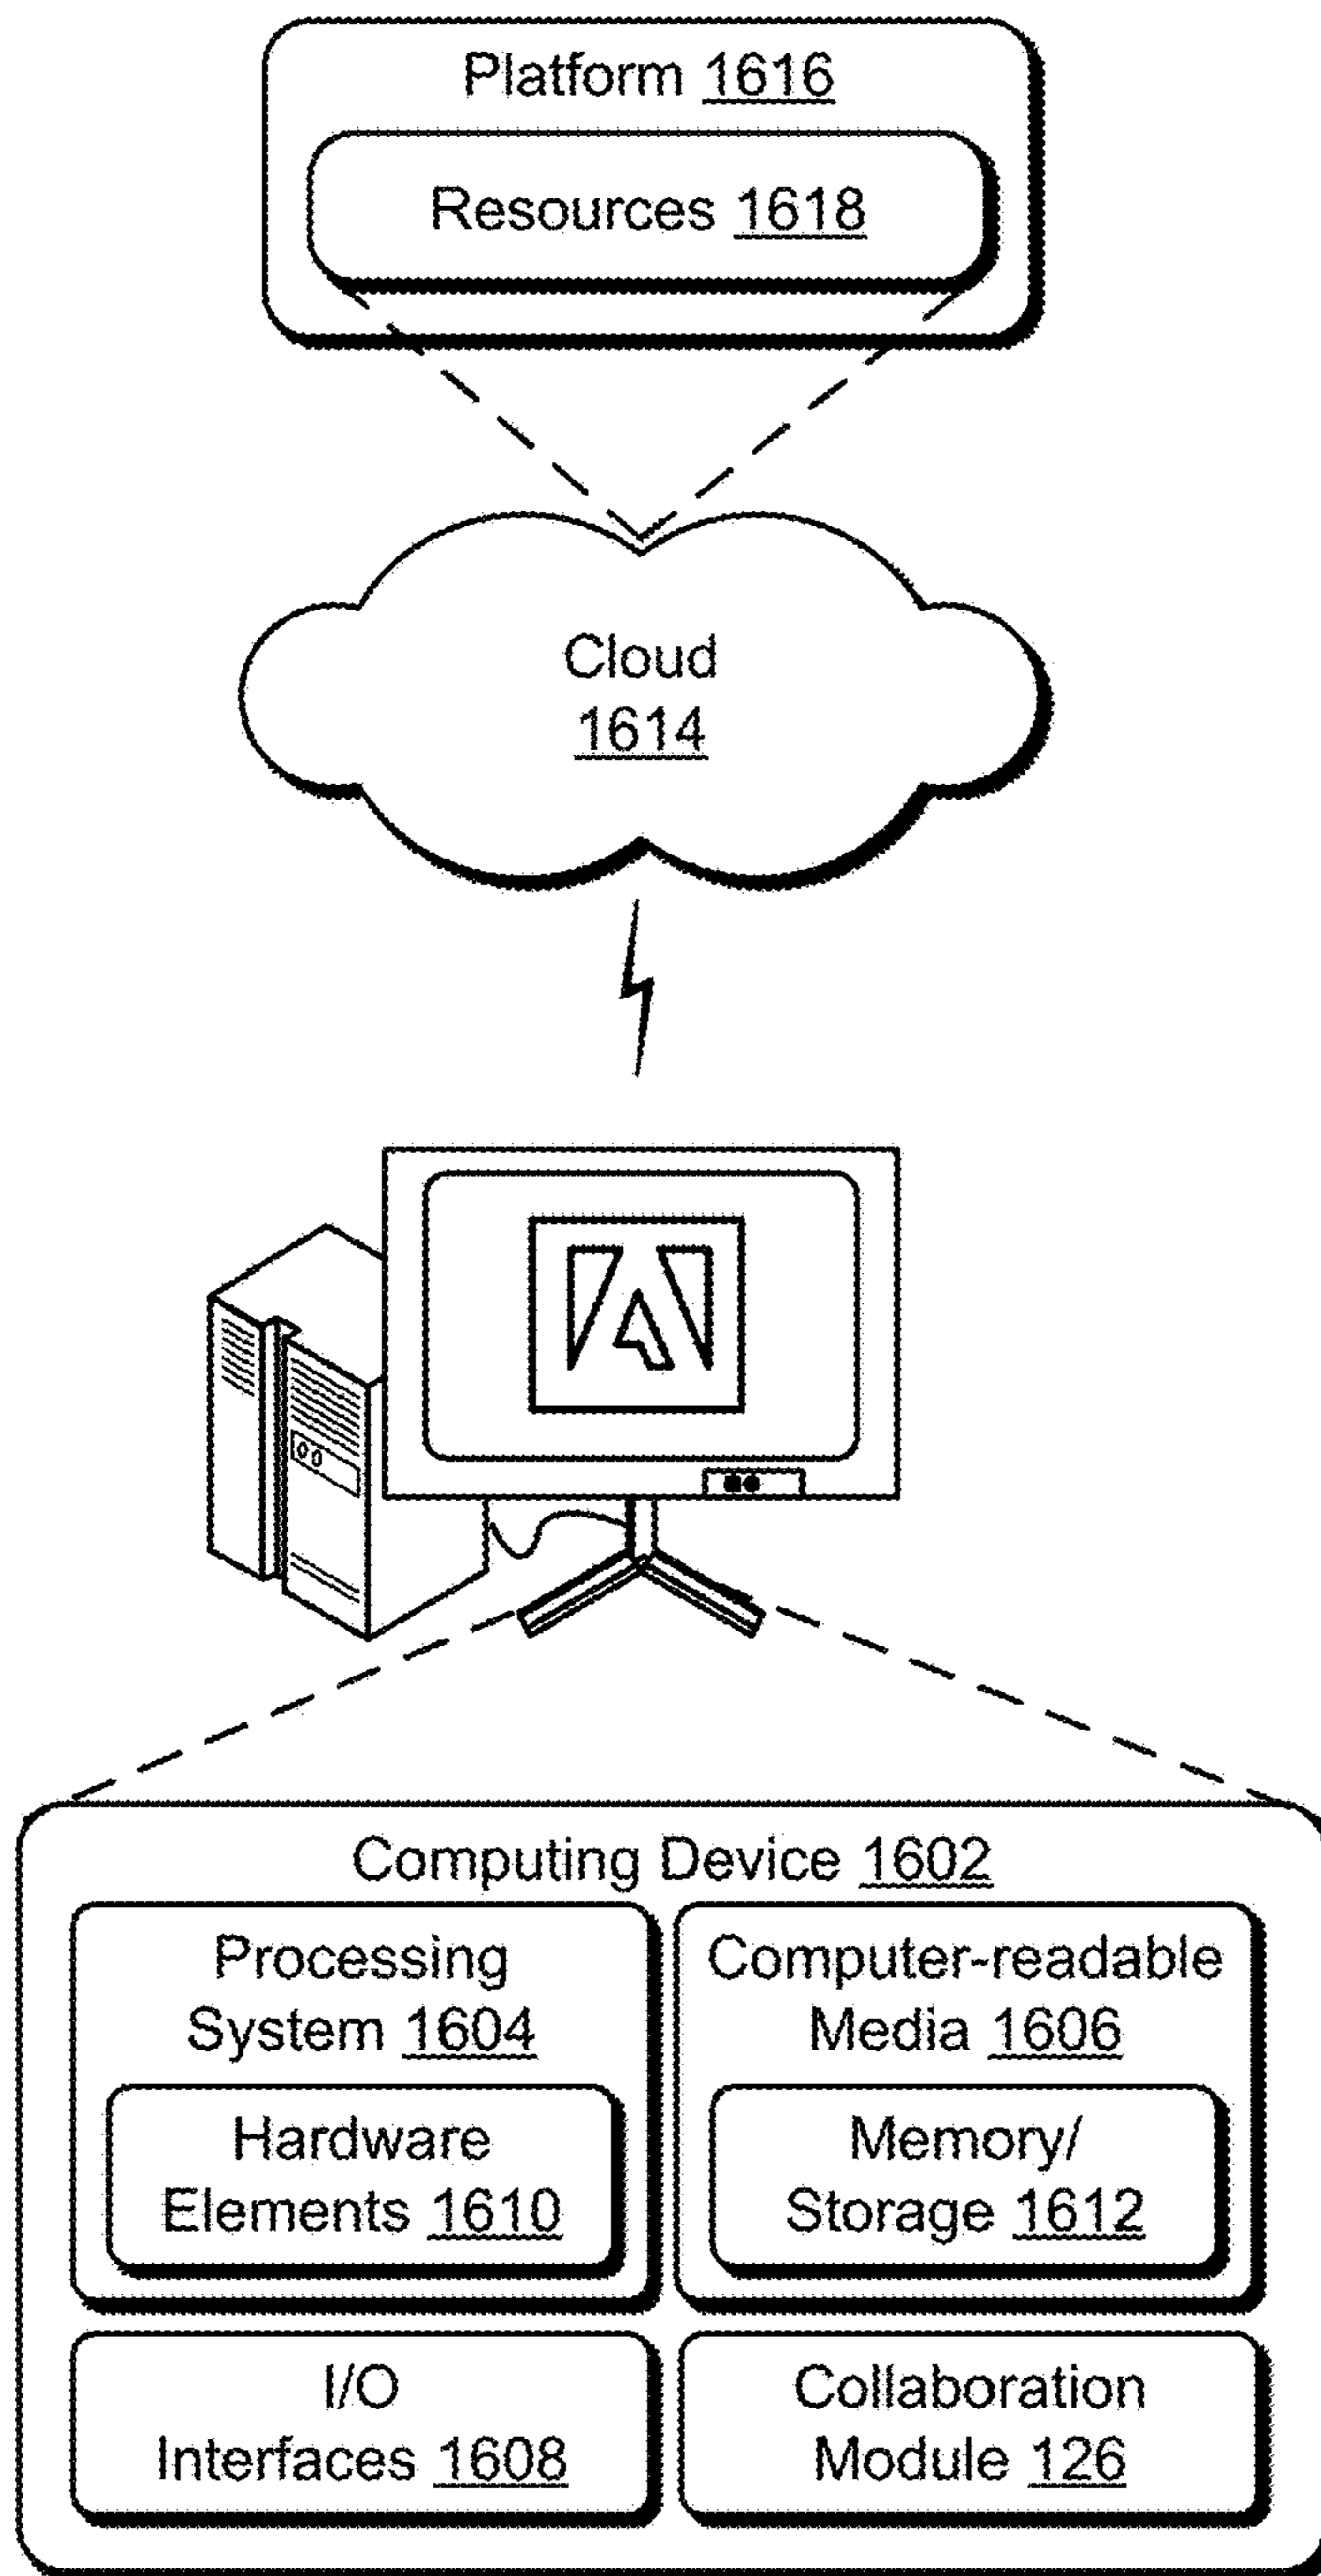 Platform 1616
Resources 1618
Cloud
1614
Computing Device 1602
Processing
System 1604
Hardware
Elements 1610
Computer-readable
Media 1606
Memory/
Storage 1612
I/O
Interfaces 1608
Collaboration
Module 126